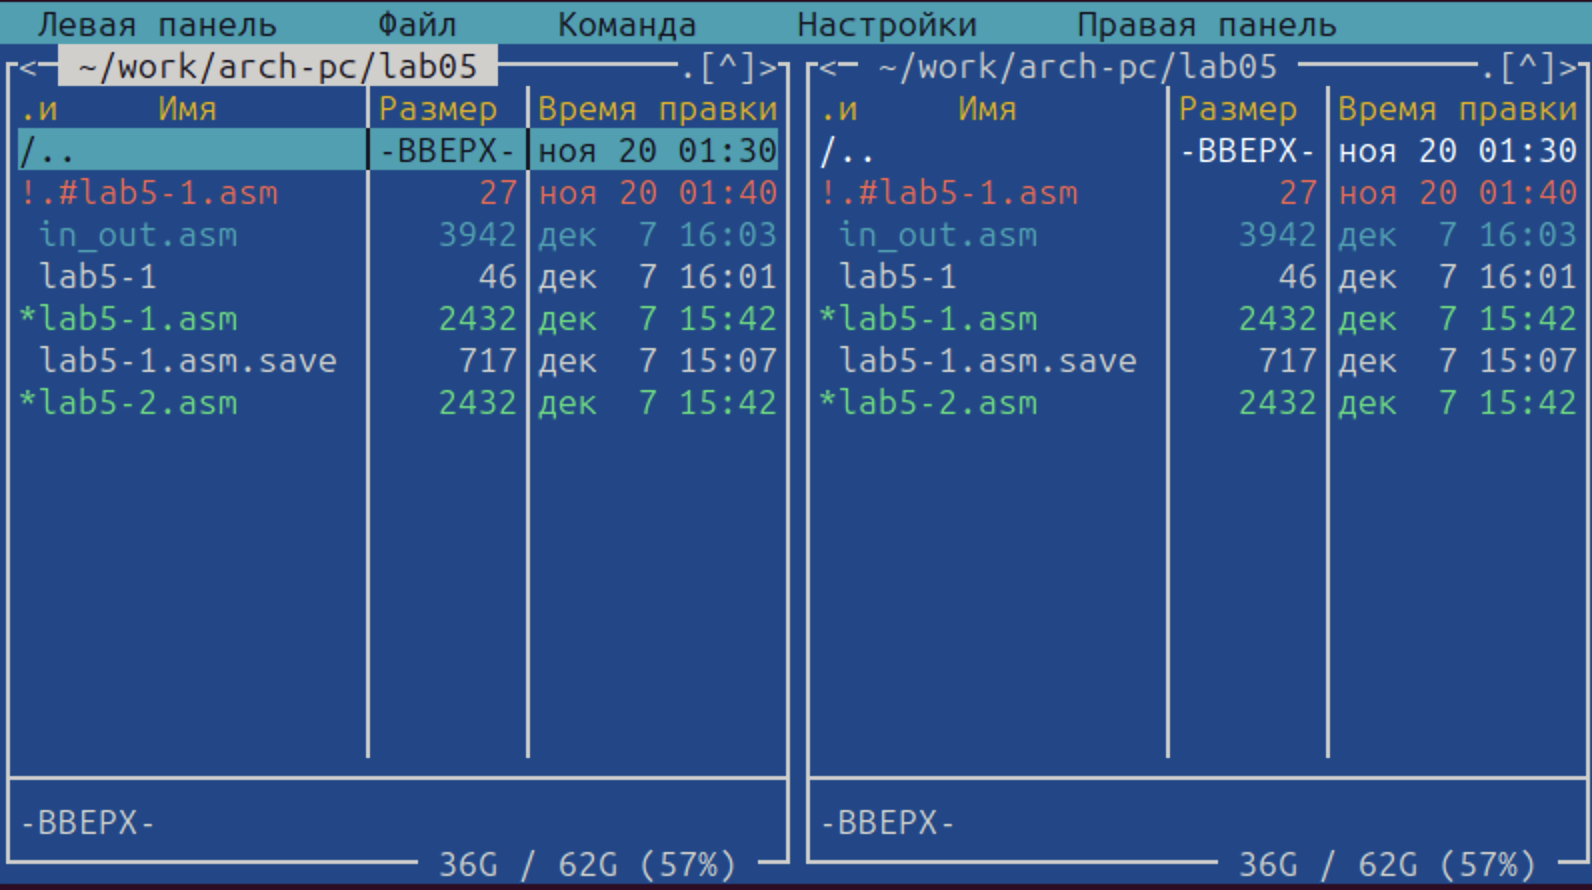 Левая панель Файл Команда Настройки Правая панель
<- ~/work/arch-pc/lab05 .[^]> <- ~/work/arch-pc/lab05 .[^]>
.и Имя Размер Время правки .и Имя Размер Время правки
/.. -ВВЕРХ- ноя 20 01:30 /.. -ВВЕРХ- ноя 20 01:30
!.#lab5-1.asm 27 ноя 20 01:40 !.#lab5-1.asm 27 ноя 20 01:40
in_out.asm 3942 дек 7 16:03 in_out.asm 3942 дек 7 16:03
lab5-1 46 дек 7 16:01 lab5-1 46 дек 7 16:01
*lab5-1.asm 2432 дек 7 15:42 *lab5-1.asm 2432 дек 7 15:42
lab5-1.asm.save 717 дек 7 15:07 lab5-1.asm.save 717 дек 7 15:07
*lab5-2.asm 2432 дек 7 15:42 *lab5-2.asm 2432 дек 7 15:42
-ВВЕРХ- -ВВЕРХ-
36G / 62G (57%) 36G / 62G (57%)